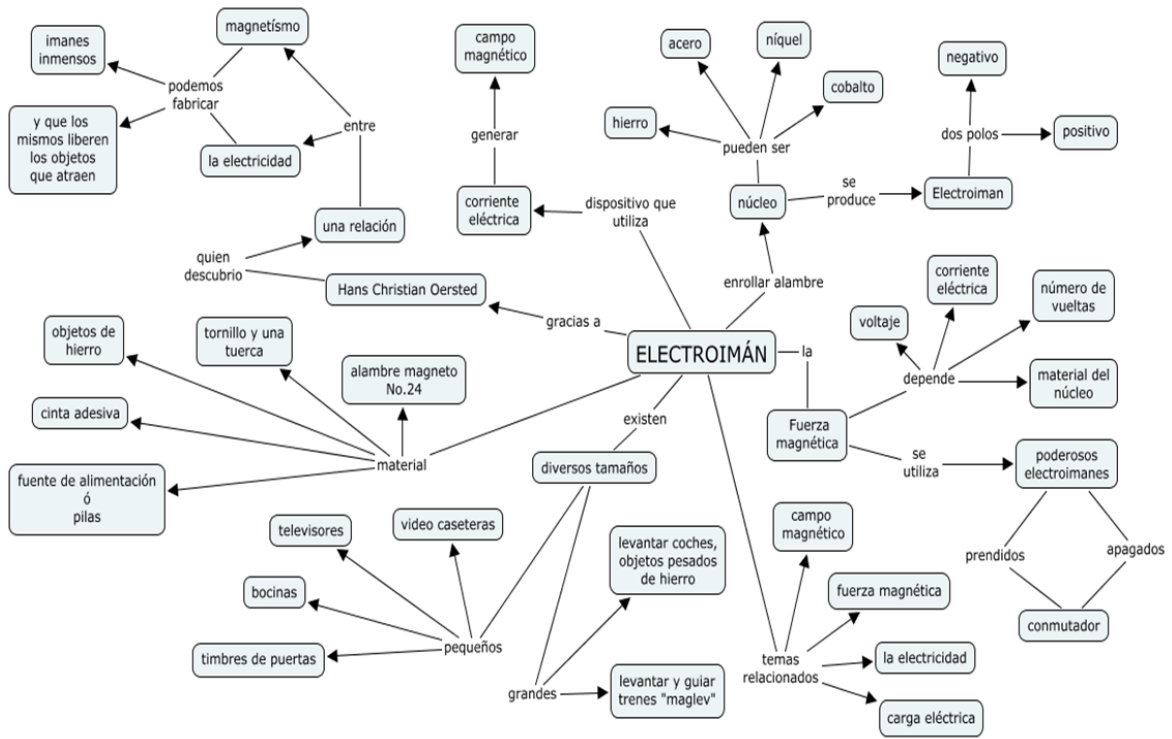 magnetísmo
imanes
inmensos
podemos
fabricar
y que los
mismos liberen
los objetos
que atraen
la electricidad
entre
una relación
quien
descubrio
Hans Christian Oersted
gracias a
campo
magnético
generar
corriente
eléctrica
dispositivo que
utiliza
acero
níquel
cobalto
hierro
pueden ser
núcleo
se
produce
Electroiman
dos polos
negativo
positivo
enrollar alambre
ELECTROIMÁN
la
Fuerza
magnética
depende
voltaje
corriente
eléctrica
número de
vueltas
material del
núcleo
se
utiliza
poderosos
electroimanes
prendidos
apagados
conmutador
objetos de
hierro
tornillo y una
tuerca
alambre magneto
No.24
cinta adesiva
fuente de alimentación
ó
pilas
material
existen
diversos tamaños
televisores
video caseteras
bocinas
timbres de puertas
pequeños
levantar coches,
objetos pesados
de hierro
grandes
levantar y guiar
trenes "maglev"
temas
relacionados
campo
magnético
fuerza magnética
la electricidad
carga eléctrica